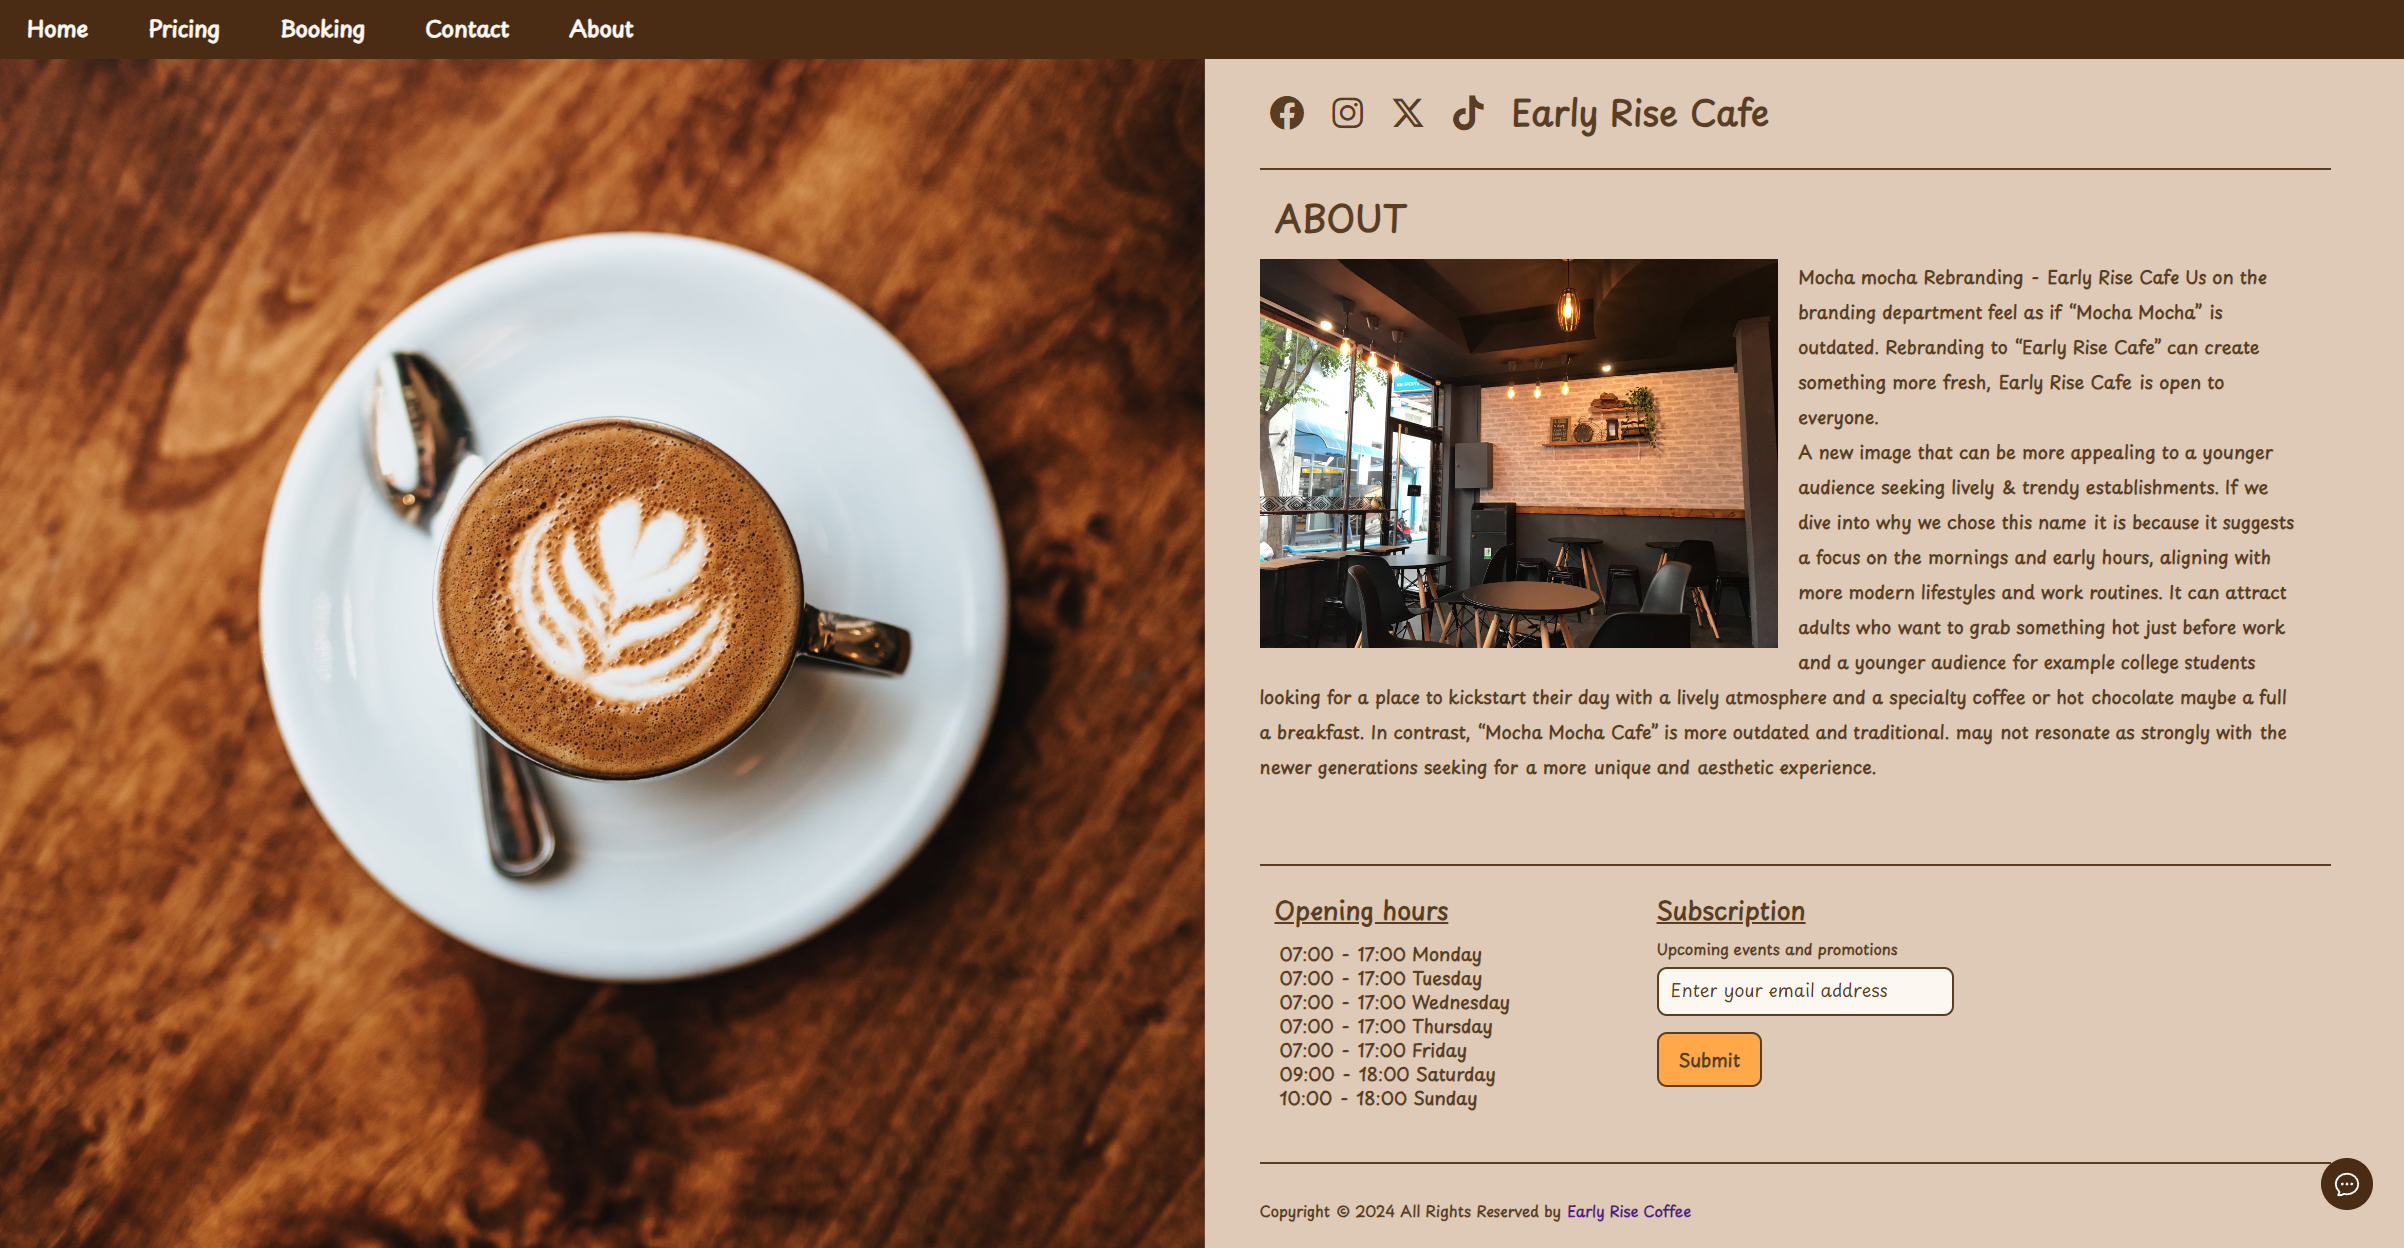 Home Pricing Booking Contact About
Early Rise Cafe
ABOUT
Mocha mocha Rebranding - Early Rise Cafe Us on the
branding department feel as if “Mocha Mocha” is
outdated. Rebranding to “Early Rise Cafe” can create
something more fresh, Early Rise Cafe is open to
everyone.
A new image that can be more appealing to a younger
audience seeking lively & trendy establishments. If we
dive into why we chose this name it is because it suggests
a focus on the mornings and early hours, aligning with
more modern lifestyles and work routines. It can attract
adults who want to grab something hot just before work
and a younger audience for example college students
looking for a place to kickstart their day with a lively atmosphere and a specialty coffee or hot chocolate maybe a full
a breakfast. In contrast, “Mocha Mocha Cafe” is more outdated and traditional. may not resonate as strongly with the
newer generations seeking for a more unique and aesthetic experience.
Opening hours
07:00 - 17:00 Monday
07:00 - 17:00 Tuesday
07:00 - 17:00 Wednesday
07:00 - 17:00 Thursday
07:00 - 17:00 Friday
09:00 - 18:00 Saturday
10:00 - 18:00 Sunday
Subscription
Upcoming events and promotions
Enter your email address
Submit
Copyright © 2024 All Rights Reserved by Early Rise Coffee